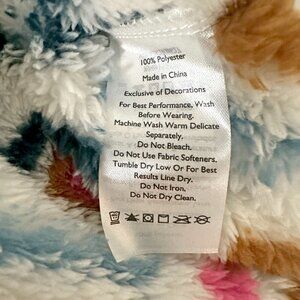 100% Polyester
Made in China
Exclusive of Decorations
For Best Performance, Wash
Before Wearing.
Machine Wash Warm Delicate
Separately.
Do Not Bleach.
Do Not Use Fabric Softeners.
Tumble Dry Low Or For Best
Results Line Dry.
Do Not Iron.
Do Not Dry Clean.